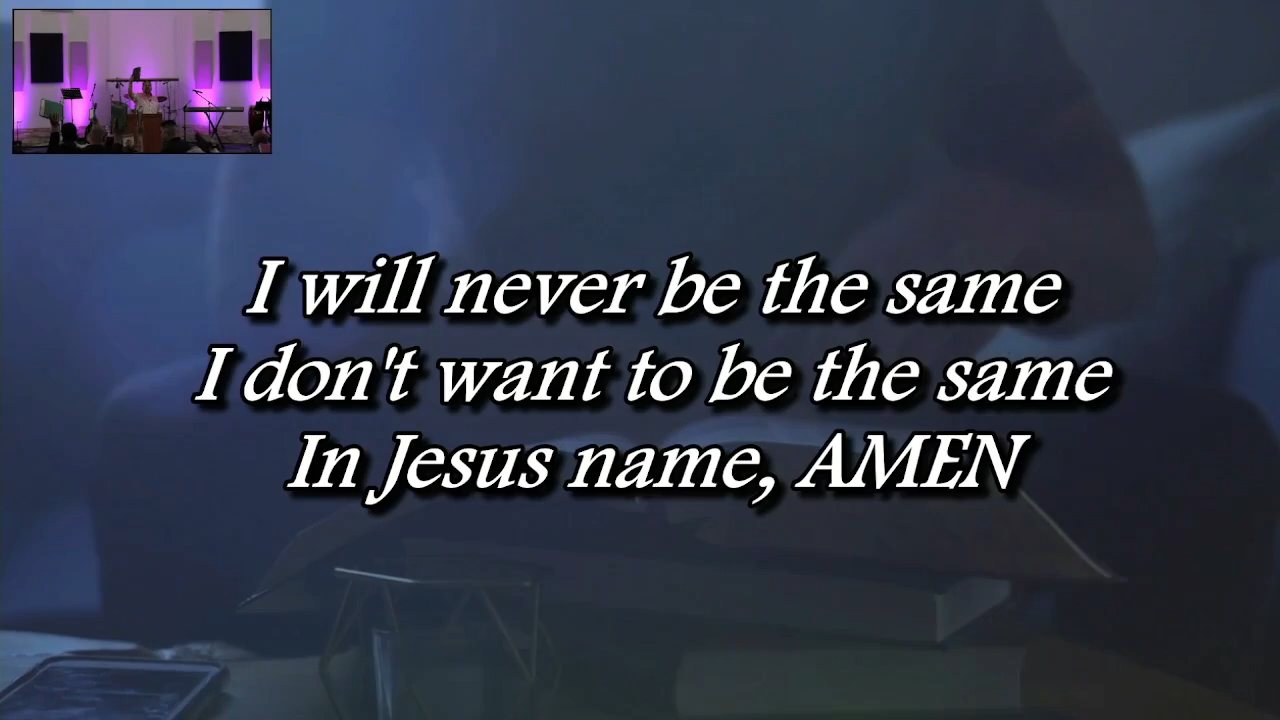 I will never be the same
I don't want to be the same
In Jesus name, AMEN